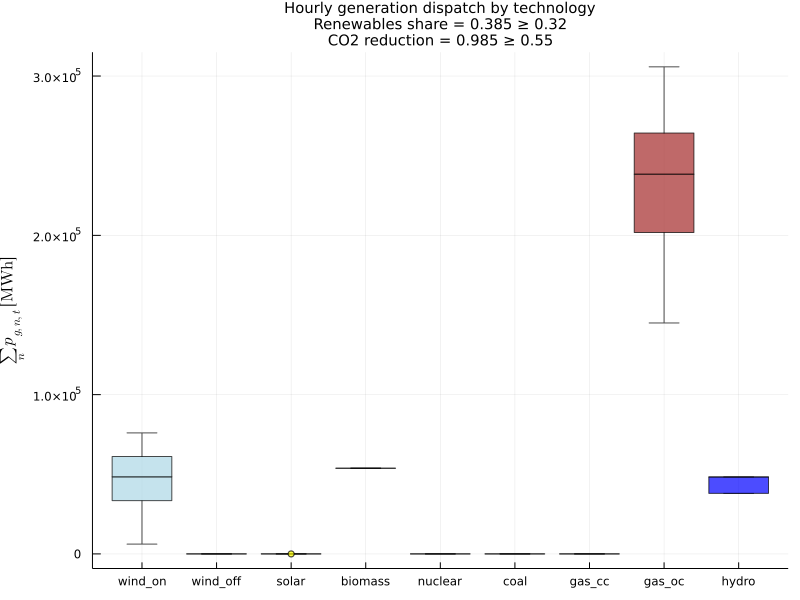 Hourly generation dispatch by technology
Renewables share = 0.385 ≥ 0.32
CO2 reduction = 0.985 ≥ 0.55
∑ₙ p_{g,n,t} [MWh]
3.0×10⁵
2.0×10⁵
1.0×10⁵
0
wind_on wind_off solar biomass nuclear coal gas_cc gas_oc hydro